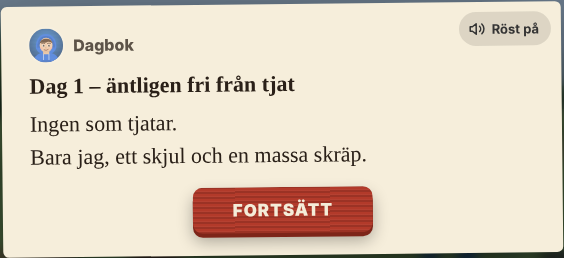 Röst på
Dagbok
Dag 1 – äntligen fri från tjat
Ingen som tjatar.
Bara jag, ett skjul och en massa skräp.
FORTSÄTT